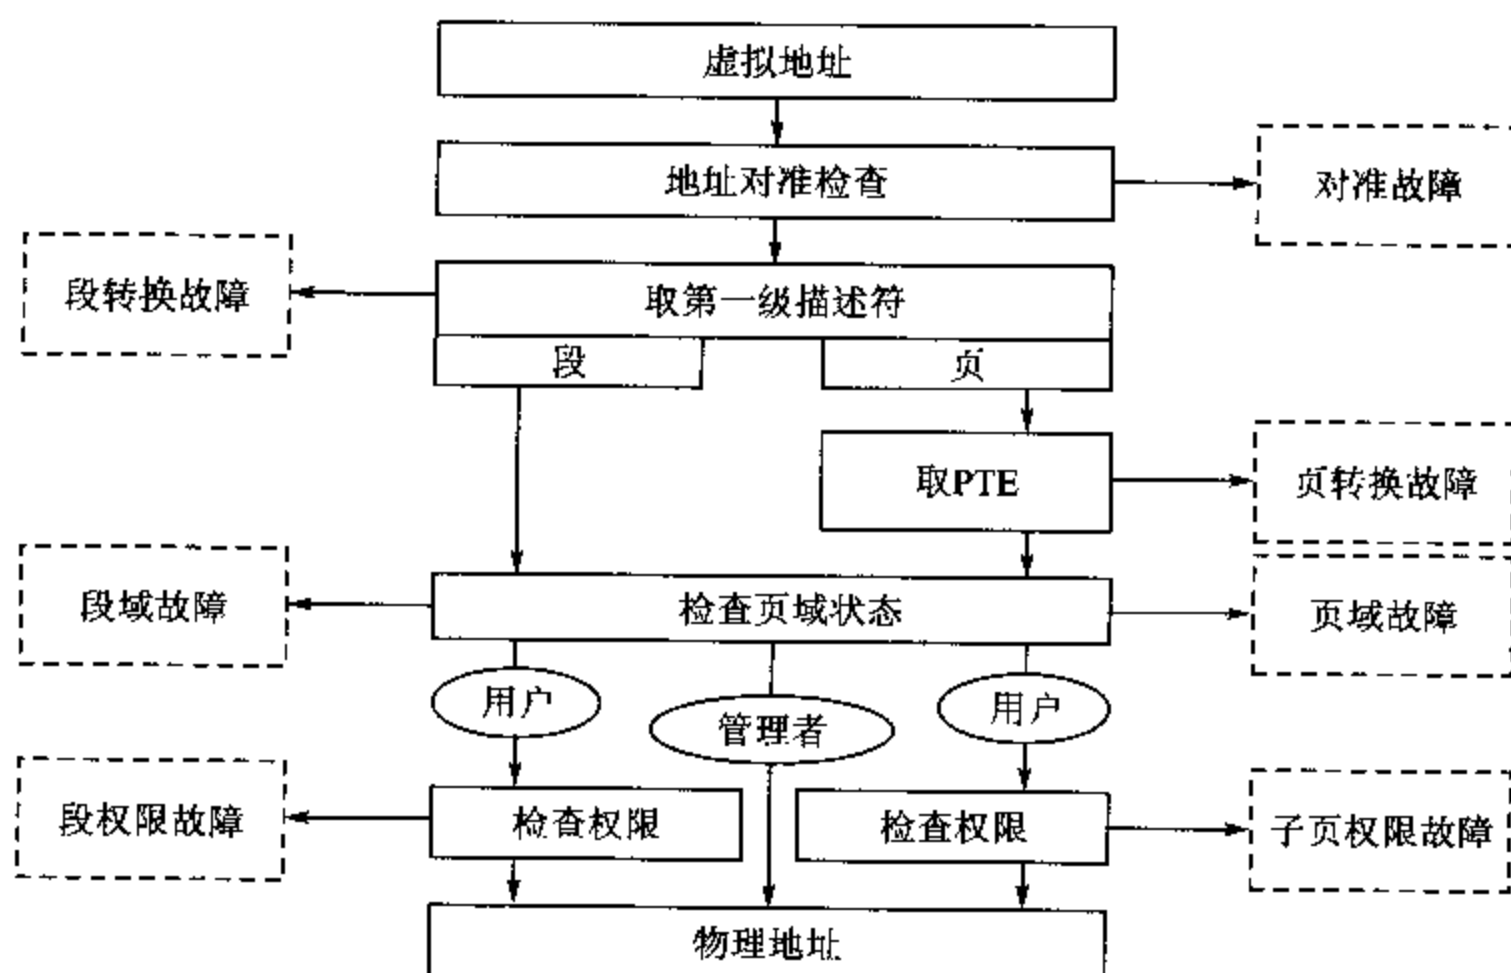 虚拟地址
地址对准检查
对准故障
段转换故障
取第一级描述符
段
页
取PTE
页转换故障
段域故障
检查页域状态
页域故障
用户
管理者
用户
段权限故障
检查权限
检查权限
子页权限故障
物理地址